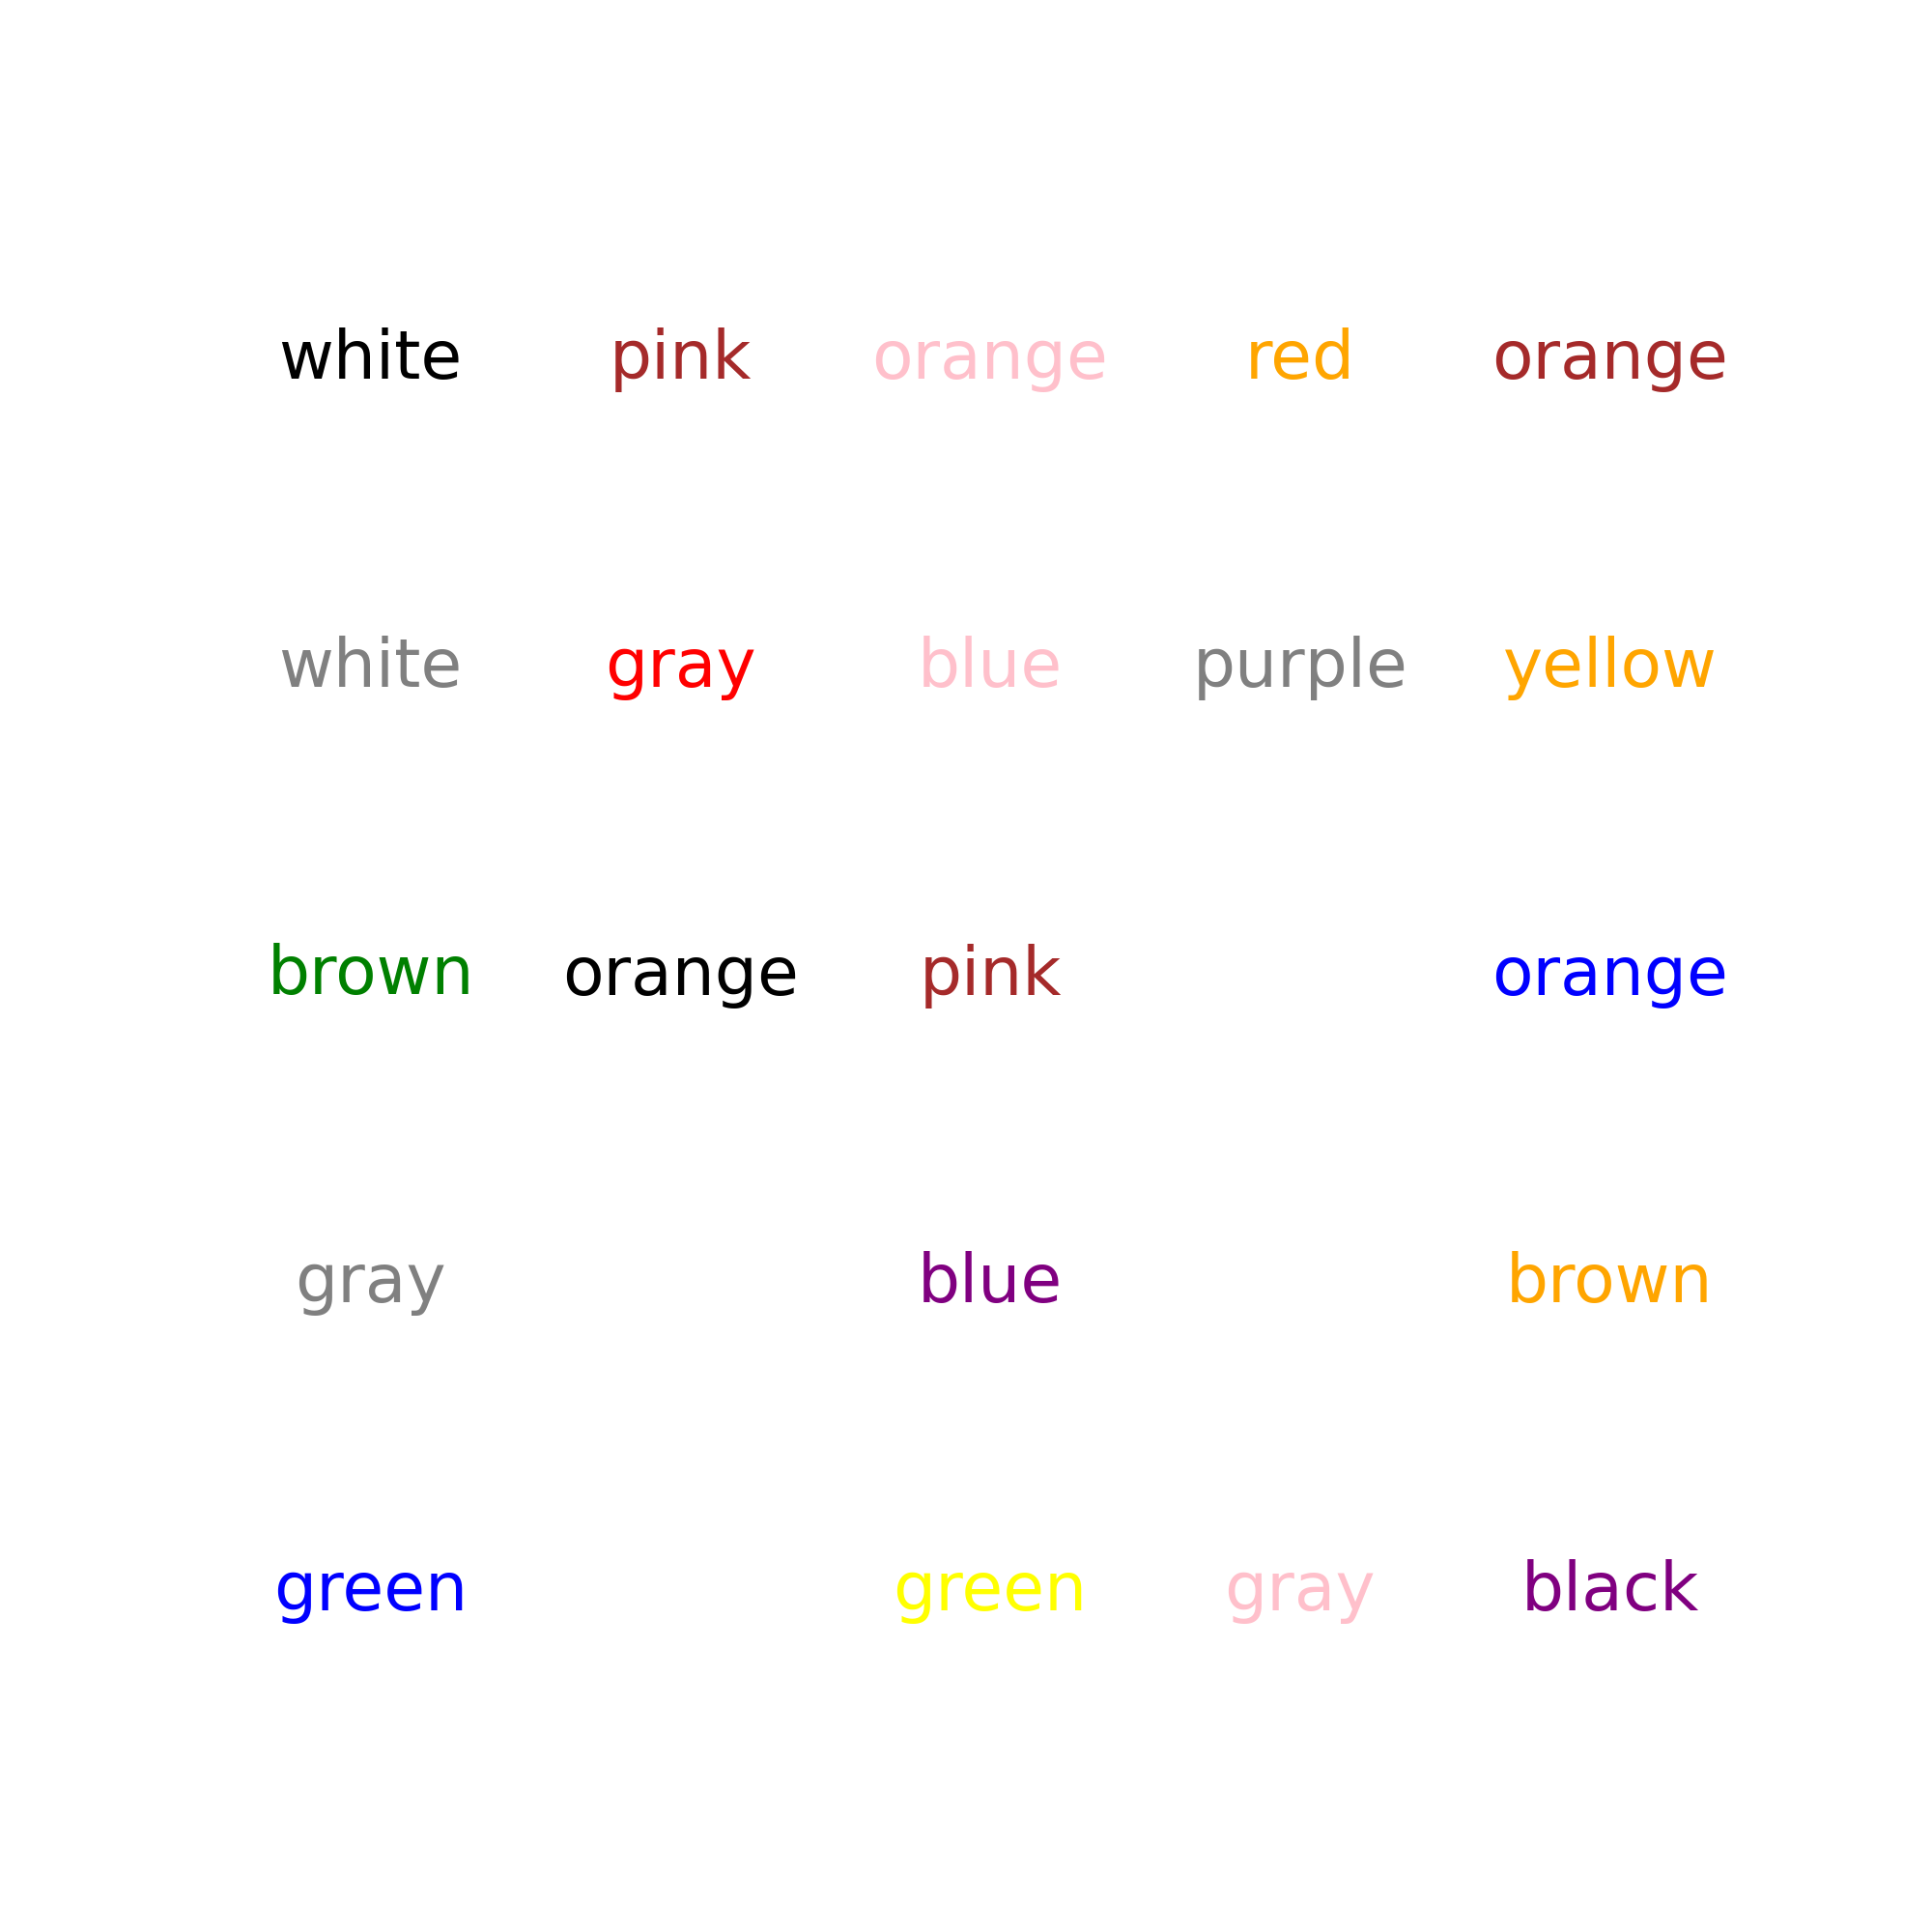 white pink orange red orange
white gray blue purple yellow
brown orange pink orange
gray blue brown
green green gray black